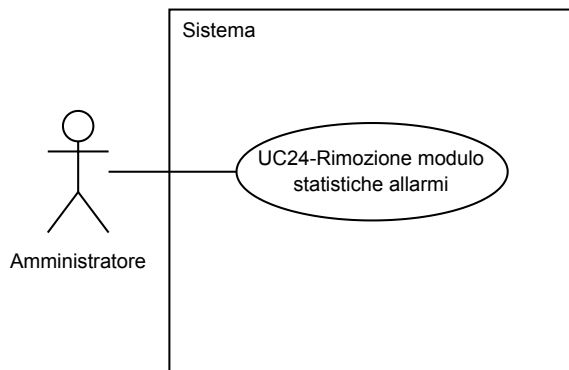 Sistema
UC24-Rimozione modulo
statistiche allarmi
Amministratore